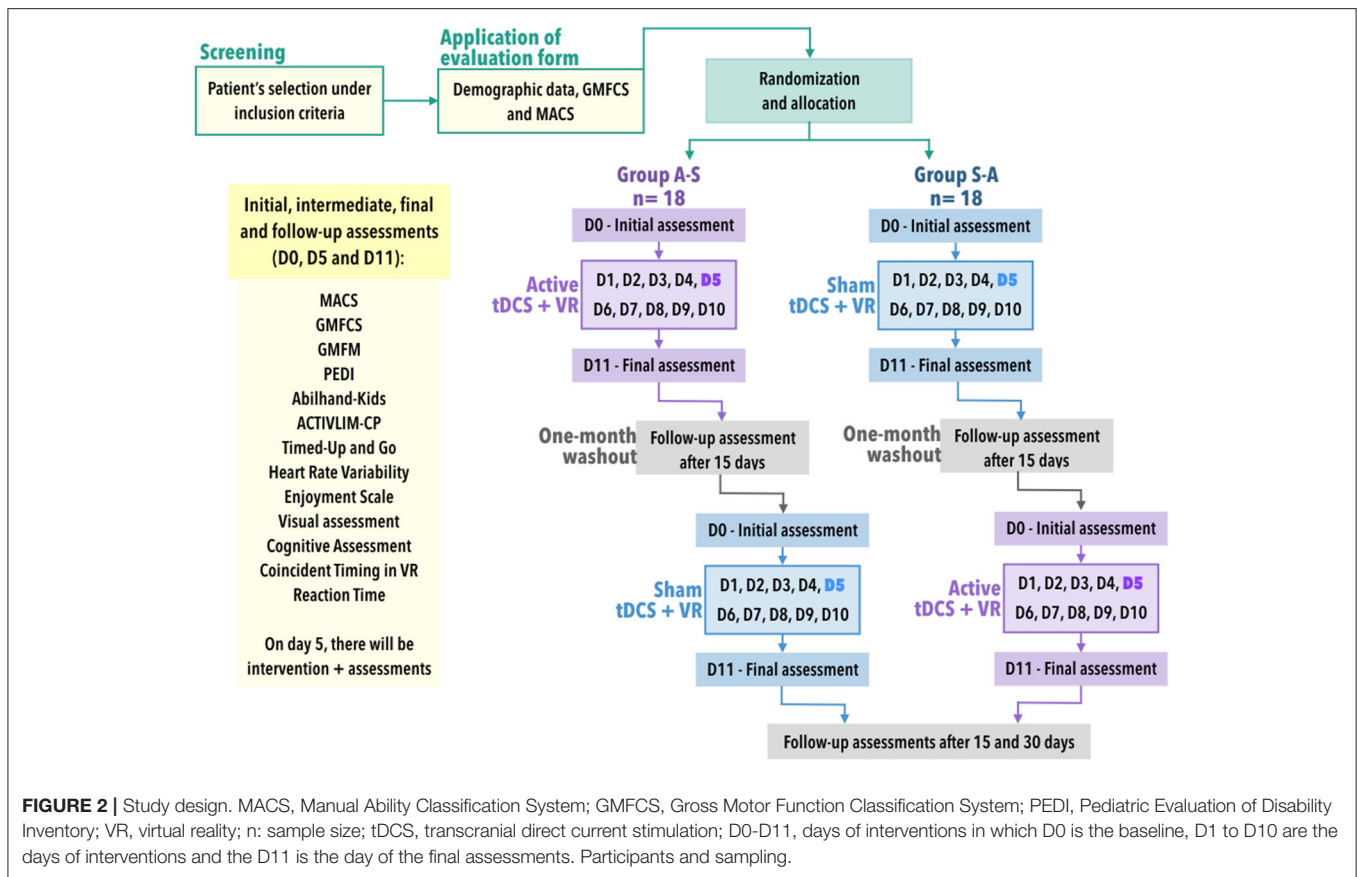 Screening
Patient's selection under
inclusion criteria
Application of
evaluation form
Demographic data, GMFCS
and MACS
Randomization
and allocation
Initial, intermediate, final
and follow-up assessments
(D0, D5 and D11):
MACS
GMFCS
GMFM
PEDI
Abilhand-Kids
ACTIVLIM-CP
Timed-Up and Go
Heart Rate Variability
Enjoyment Scale
Visual assessment
Cognitive Assessment
Coincident Timing in VR
Reaction Time
On day 5, there will be
intervention + assessments
Group A-S
n= 18
D0 - Initial assessment
Active
tDCS + VR
D1, D2, D3, D4, D5
D6, D7, D8, D9, D10
D11 - Final assessment
One-month
washout
Follow-up assessment
after 15 days
D0 - Initial assessment
Sham
tDCS + VR
D1, D2, D3, D4, D5
D6, D7, D8, D9, D10
D11 - Final assessment
Group S-A
n= 18
D0 - Initial assessment
Sham
tDCS + VR
D1, D2, D3, D4, D5
D6, D7, D8, D9, D10
D11 - Final assessment
One-month
washout
Follow-up assessment
after 15 days
D0 - Initial assessment
Active
tDCS + VR
D1, D2, D3, D4, D5
D6, D7, D8, D9, D10
D11 - Final assessment
Follow-up assessments after 15 and 30 days
FIGURE 2 | Study design. MACS, Manual Ability Classification System; GMFCS, Gross Motor Function Classification System; PEDI, Pediatric Evaluation of Disability
Inventory; VR, virtual reality; n: sample size; tDCS, transcranial direct current stimulation; D0-D11, days of interventions in which D0 is the baseline, D1 to D10 are the
days of interventions and the D11 is the day of the final assessments. Participants and sampling.